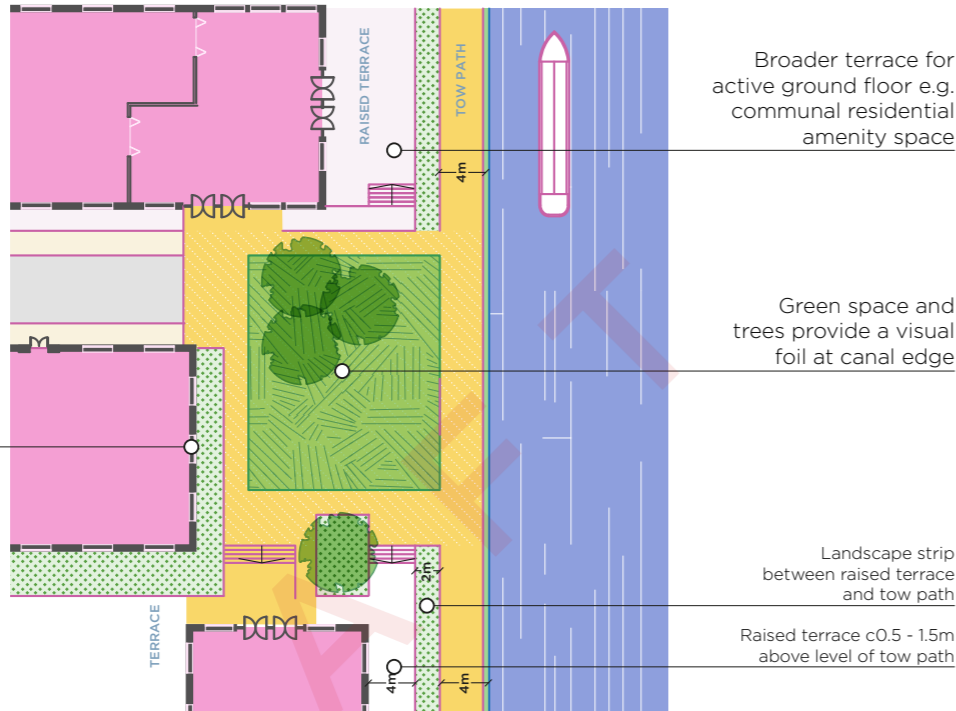 RAISED TERRACE
TOW PATH
Broader terrace for
active ground floor e.g.
communal residential
amenity space
4m
Green space and
trees provide a visual
foil at canal edge
Landscape strip
between raised terrace
and tow path
2m
TERRACE
Raised terrace c0.5 - 1.5m
above level of tow path
4m
4m
A F T